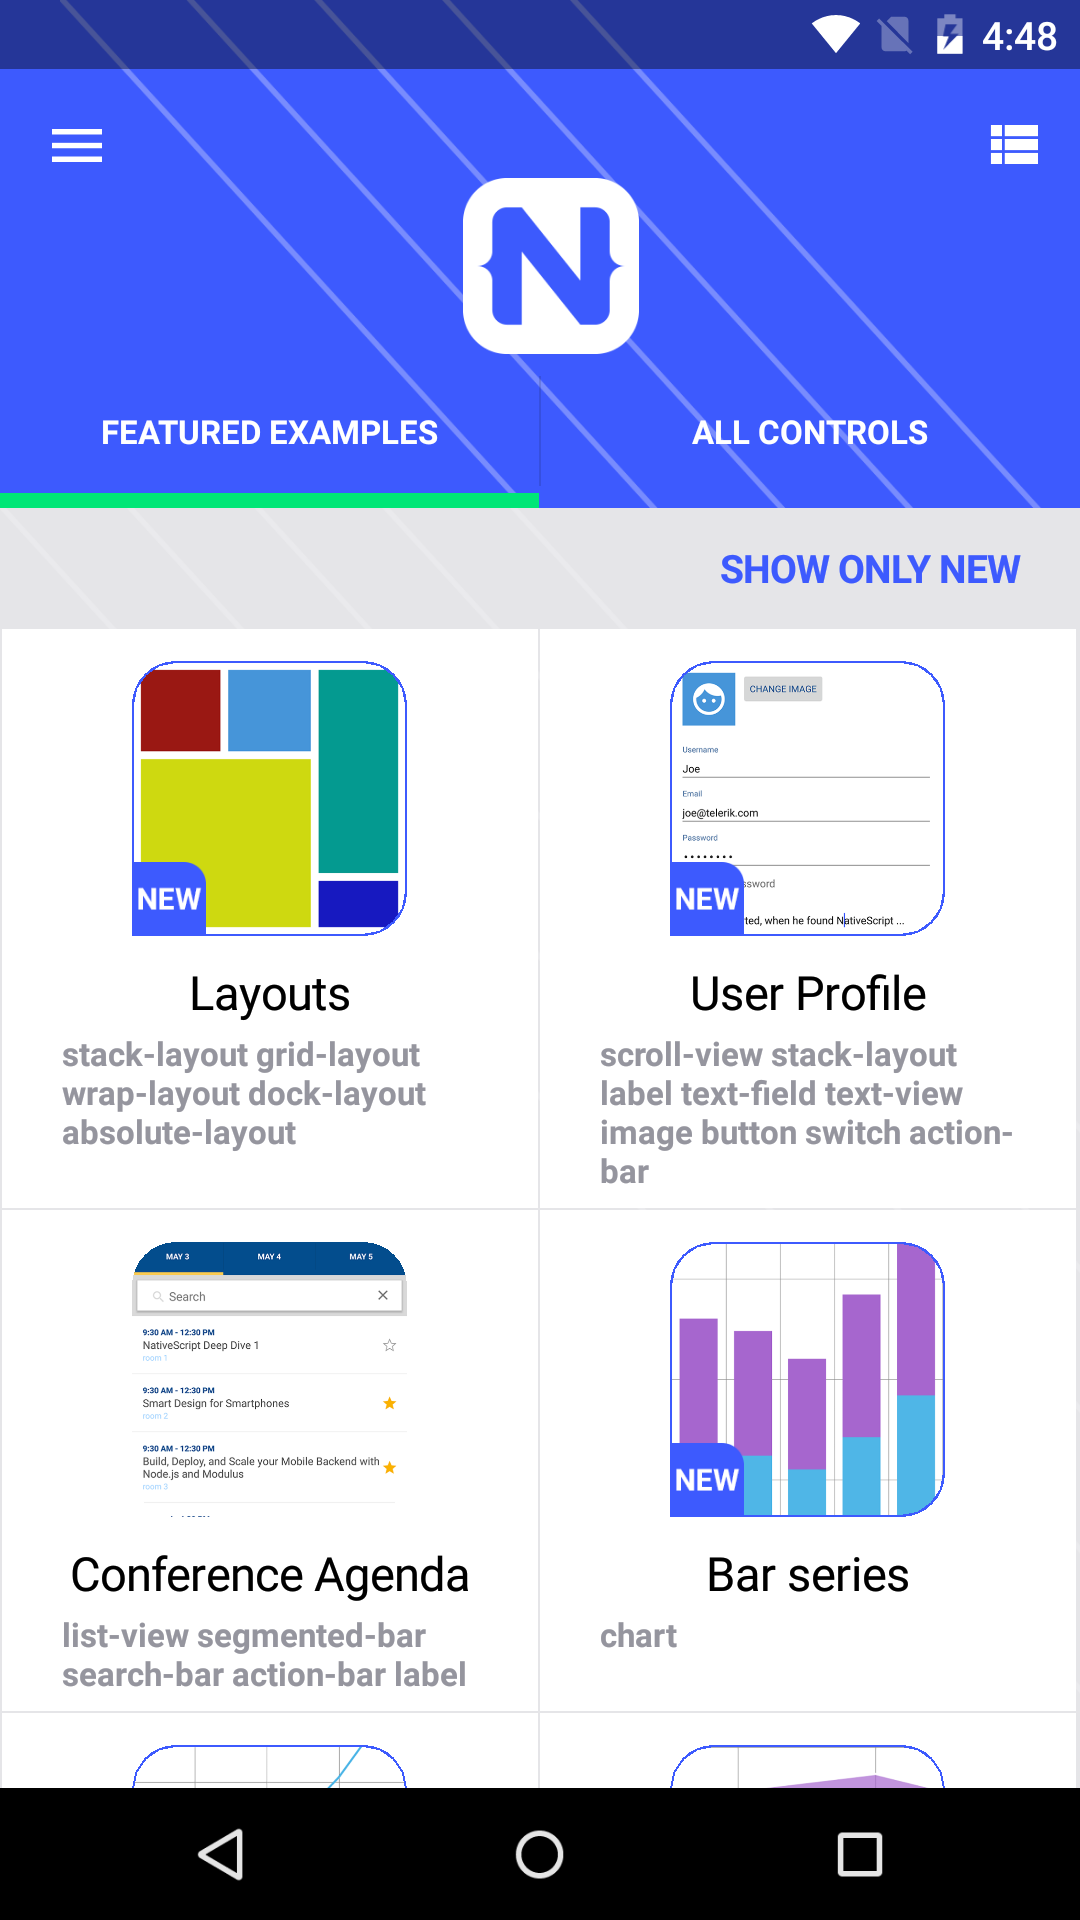 4:48
N
FEATURED EXAMPLES
ALL CONTROLS
SHOW ONLY NEW
NEW
CHANGE IMAGE
Username
Joe
Email
joe@telerik.com
Password
ssword
NEW
ted, when he found NativeScript ...
Layouts
stack-layout grid-layout
wrap-layout dock-layout
absolute-layout
User Profile
scroll-view stack-layout
label text-field text-view
image button switch action-
bar
MAY 3 MAY 4 MAY 5
Search
9:30 AM - 12:30 PM
NativeScript Deep Dive 1
room 1
9:30 AM - 12:30 PM
Smart Design for Smartphones
room 2
9:30 AM - 12:30 PM
Build, Deploy, and Scale your Mobile Backend with
Node.js and Modulus
room 3
NEW
Conference Agenda
list-view segmented-bar
search-bar action-bar label
Bar series
chart